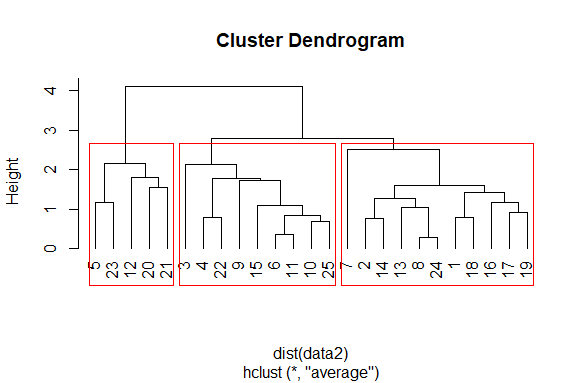 Cluster Dendrogram
Height
4
3
2
1
0
5 23 12 20 21 3 4 22 9 15 6 11 10 25 7 2 14 13 8 24 1 18 16 17 19
dist(data2)
hclust (*, "average")